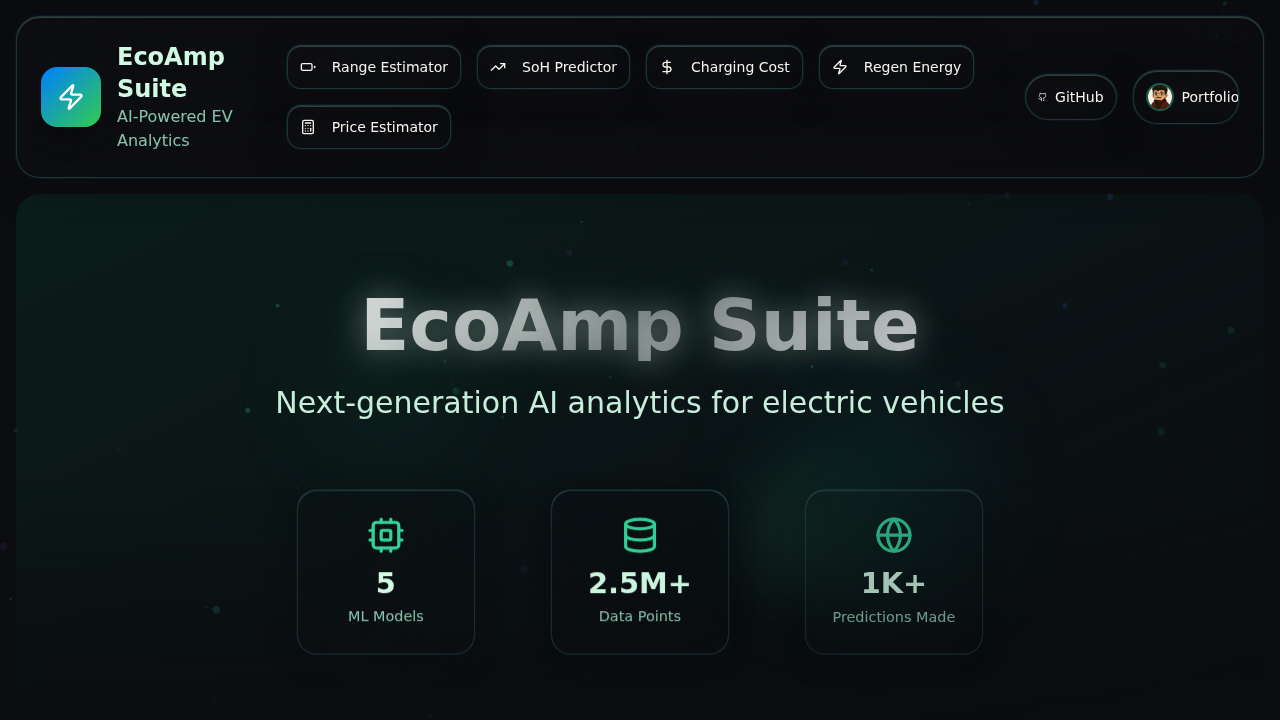 EcoAmp
Suite
AI-Powered EV
Analytics
Range Estimator
SoH Predictor
Charging Cost
Regen Energy
Price Estimator
GitHub
Portfolio
EcoAmp Suite
Next-generation AI analytics for electric vehicles
5
ML Models
2.5M+
Data Points
1K+
Predictions Made